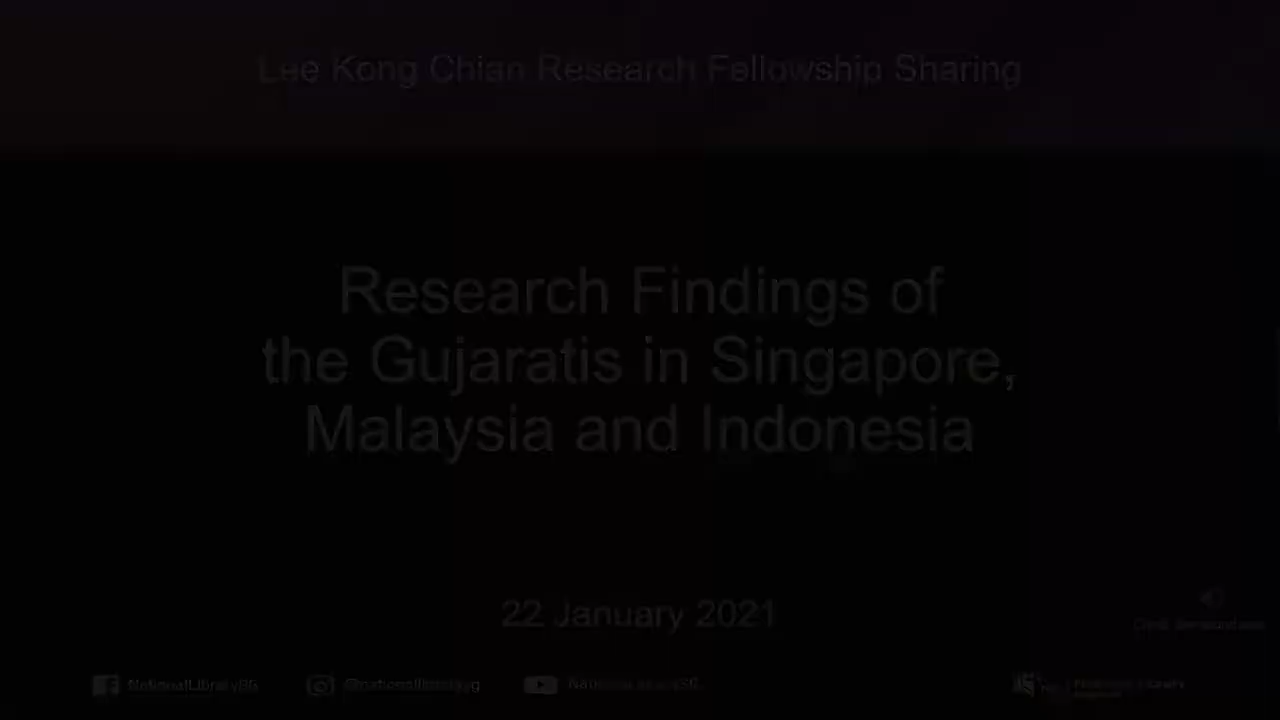 Lee Kong Chian Research Fellowship Sharing
Research Findings of
the Gujaratis in Singapore,
Malaysia and Indonesia
22 January 2021
NationalLibrarySG